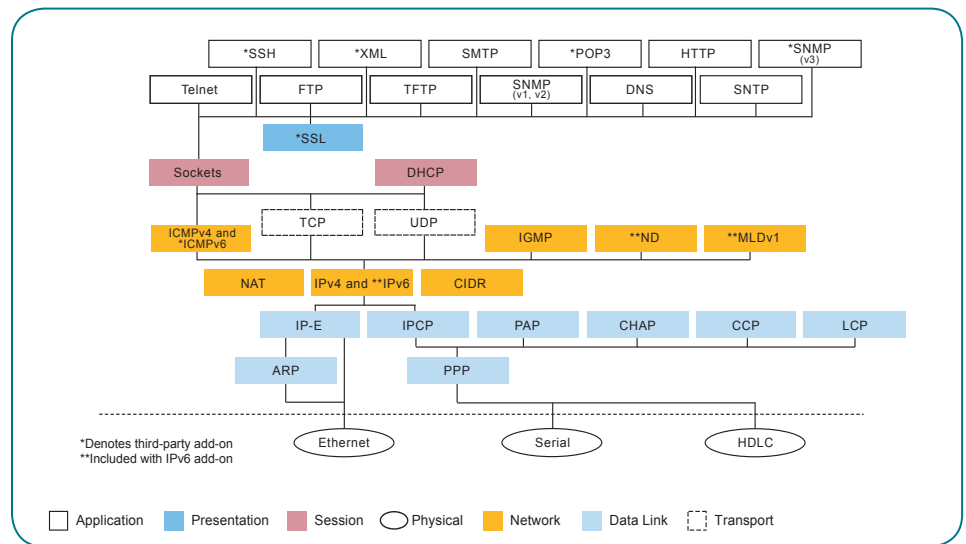 *SSH
*XML
SMTP
*POP3
HTTP
*SNMP
(v3)
Telnet
FTP
TFTP
SNMP
(v1, v2)
DNS
SNTP
*SSL
Sockets
DHCP
TCP
UDP
ICMPv4 and
*ICMPv6
IGMP
**ND
**MLDv1
NAT
IPv4 and **IPv6
CIDR
IP-E
IPCP
PAP
CHAP
CCP
LCP
ARP
PPP
Ethernet
Serial
HDLC
*Denotes third-party add-on
**Included with IPv6 add-on
Application
Presentation
Session
Physical
Network
Data Link
Transport